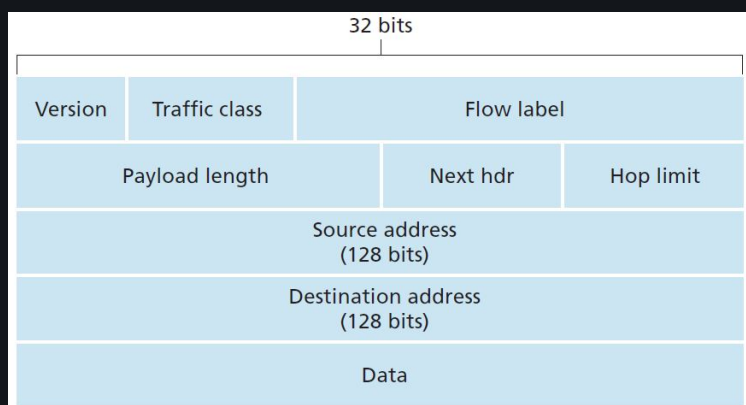 32 bits
Version Traffic class Flow label
Payload length Next hdr Hop limit
Source address
(128 bits)
Destination address
(128 bits)
Data